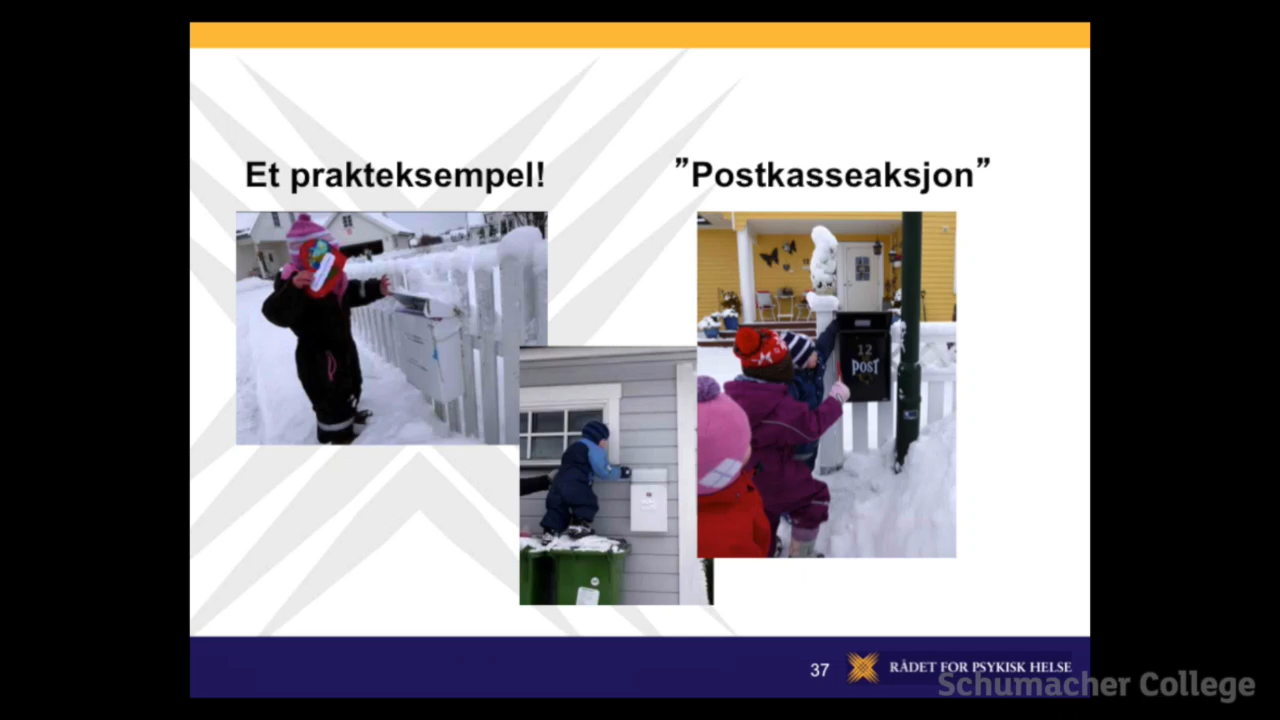 Et prakteksempel!
”Postkasseaksjon”
12
POST
37
RÅDET FOR PSYKISK HELSE
Schumacher College